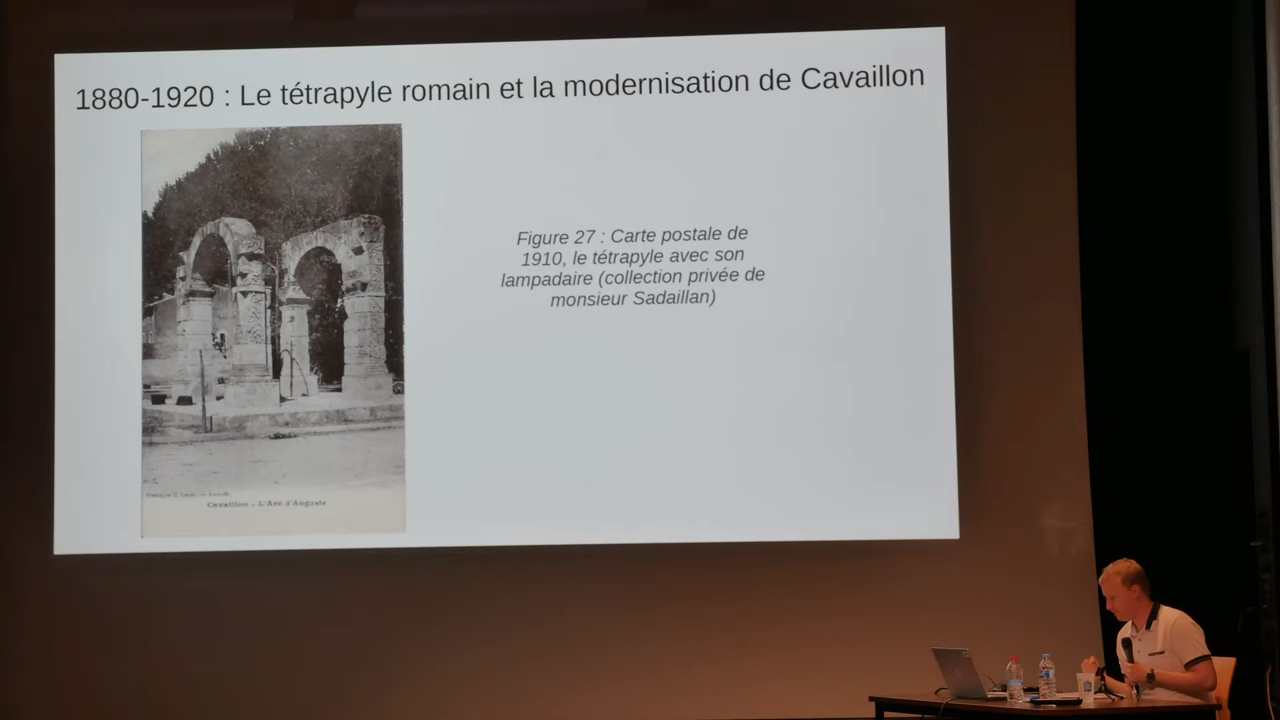 1880-1920 : Le tétrapyle romain et la modernisation de Cavaillon
Figure 27 : Carte postale de
1910, le tétrapyle avec son
lampadaire (collection privée de
monsieur Sadaillan)
Cavaillon - L'Arc d'Auguste